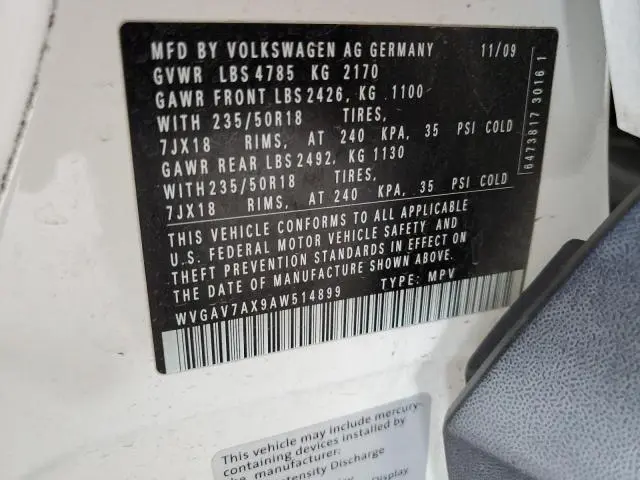 MFD BY VOLKSWAGEN AG GERMANY 11/09
GVWR LBS 4785 KG 2170
GAWR FRONT LBS 2426, KG 1100
WITH 235/50R18 TIRES,
7JX18 RIMS, AT 240 KPA, 35 PSI COLD
GAWR REAR LBS 2492, KG 1130
WITH 235/50R18 TIRES,
7JX18 RIMS, AT 240 KPA, 35 PSI COLD
THIS VEHICLE CONFORMS TO ALL APPLICABLE
U.S. FEDERAL MOTOR VEHICLE SAFETY AND
THEFT PREVENTION STANDARDS IN EFFECT ON
THE DATE OF MANUFACTURE SHOWN ABOVE.
WVGAV7AX9AW514899 TYPE: MPV
6473817 3016 1
This vehicle may include mercury-
containing devices installed by
manufacturer:
Intensity Discharge
Display